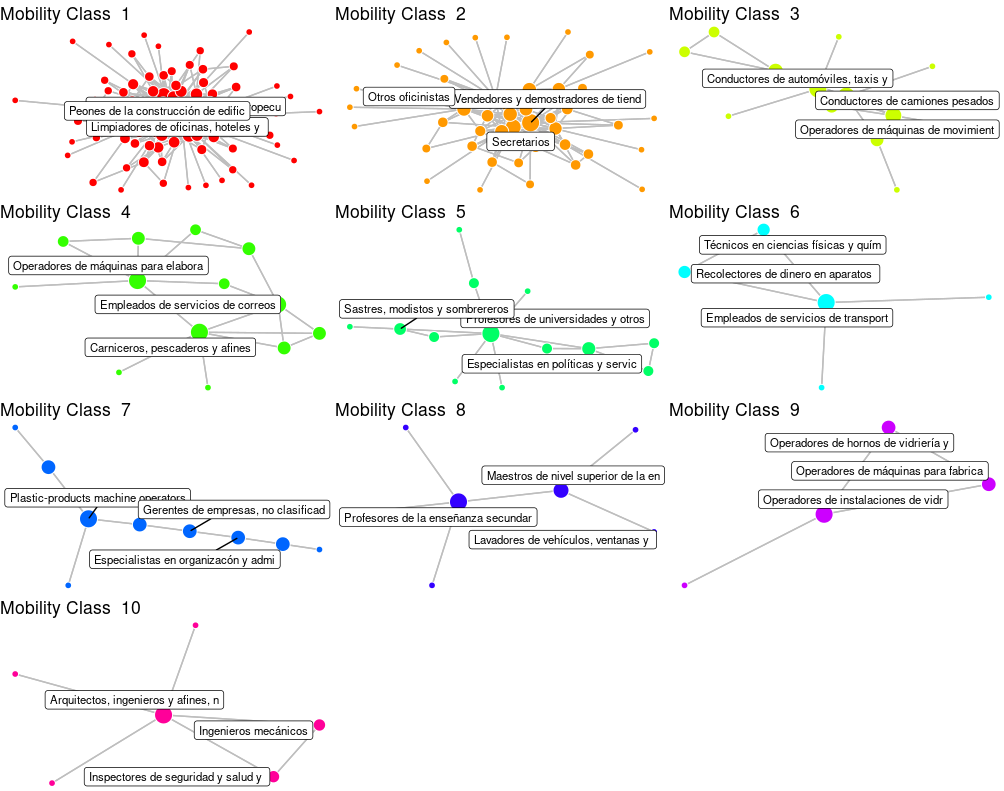 Mobility Class 1
opecu
Peones de la construcción de edific
Limpiadores de oficinas, hoteles y
Mobility Class 2
Otros oficinistas
Vendedores y demostradores de tiend
Secretarios
Mobility Class 3
Conductores de automóviles, taxis y
Conductores de camiones pesados
Operadores de máquinas de movimient
Mobility Class 4
Operadores de máquinas para elabora
Empleados de servicios de correos
Carniceros, pescaderos y afines
Mobility Class 5
Sastres, modistos y sombrereros
Profesores de universidades y otros
Especialistas en políticas y servic
Mobility Class 6
Técnicos en ciencias físicas y quím
Recolectores de dinero en aparatos
Empleados de servicios de transport
Mobility Class 7
Plastic-products machine operators
Gerentes de empresas, no clasificad
Especialistas en organizacón y admi
Mobility Class 8
Maestros de nivel superior de la en
Profesores de la enseñanza secundar
Lavadores de vehículos, ventanas y
Mobility Class 9
Operadores de hornos de vidriería y
Operadores de máquinas para fabrica
Operadores de instalaciones de vidr
Mobility Class 10
Arquitectos, ingenieros y afines, n
Ingenieros mecánicos
Inspectores de seguridad y salud y